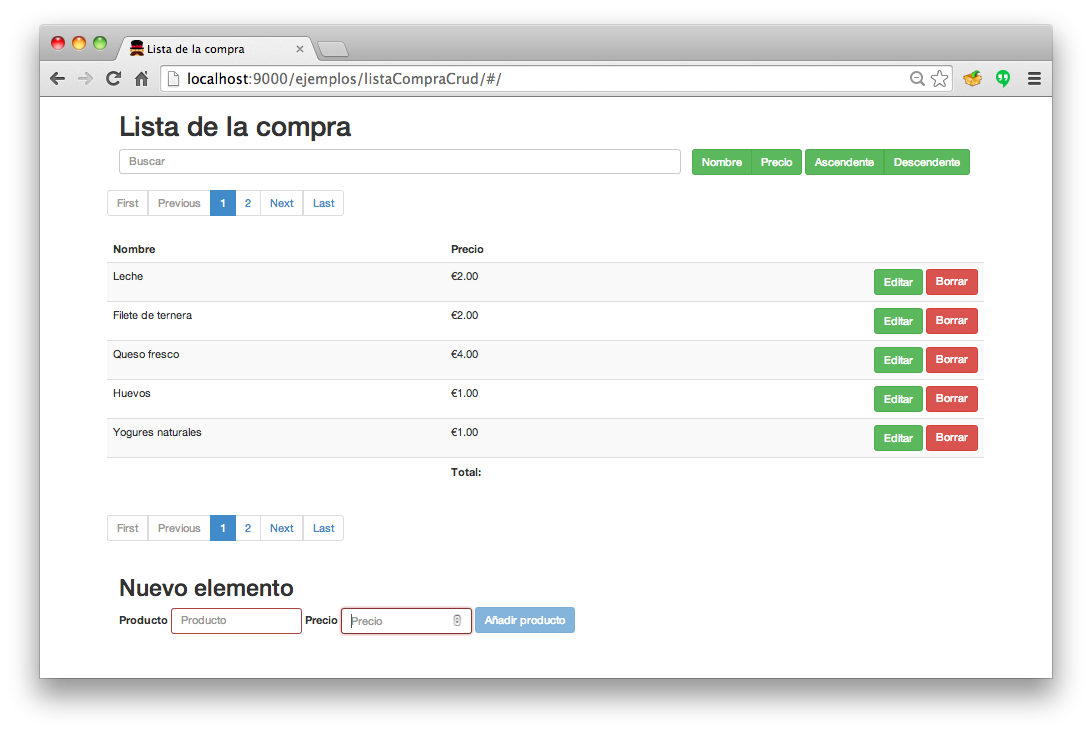 Lista de la compra
localhost:9000/ejemplos/listaCompraCrud/#/
Lista de la compra
Buscar Nombre Precio Ascendente Descendente
First Previous 1 2 Next Last
Nombre Precio
Leche €2.00 Editar Borrar
Filete de ternera €2.00 Editar Borrar
Queso fresco €4.00 Editar Borrar
Huevos €1.00 Editar Borrar
Yogures naturales €1.00 Editar Borrar
Total:
First Previous 1 2 Next Last
Nuevo elemento
Producto Producto Precio Precio Añadir producto